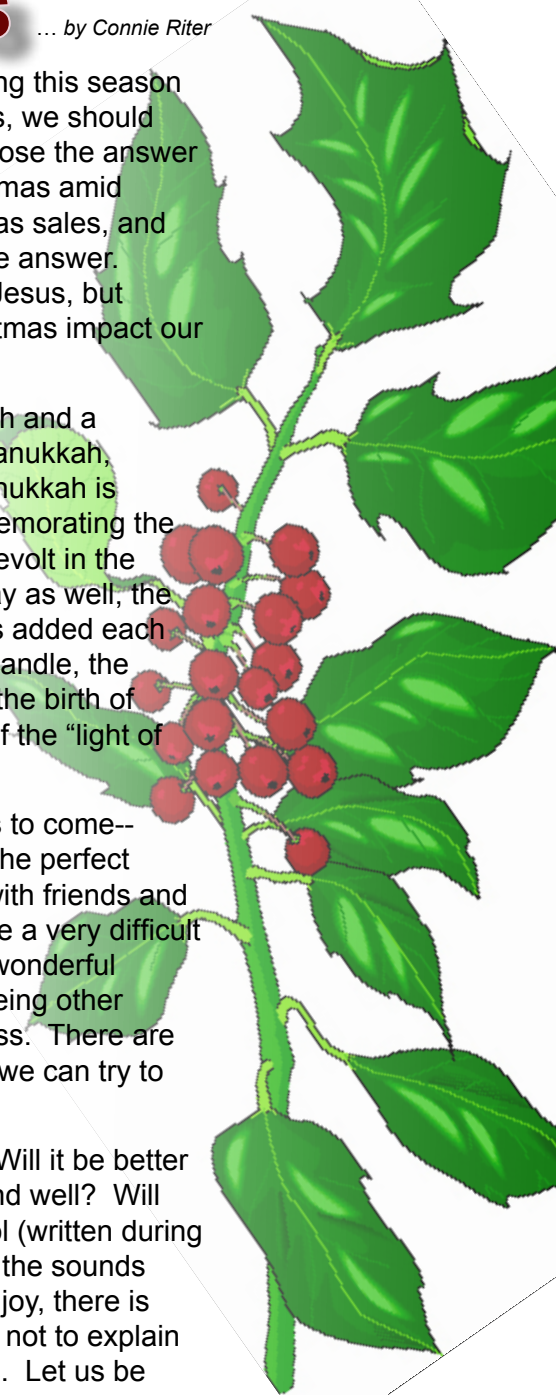 S
... by Connie Riter
ng this season
s, we should
ose the answer
mas amid
as sales, and
e answer.
Jesus, but
tmas impact our
h and a
anukkah,
nukkah is
emorating the
evolt in the
ay as well, the
s added each
andle, the
the birth of
f the “light of
s to come--
he perfect
with friends and
e a very difficult
wonderful
eing other
ss.  There are
we can try to
Will it be better
nd well?  Will
ol (written during
the sounds
joy, there is
not to explain
.  Let us be